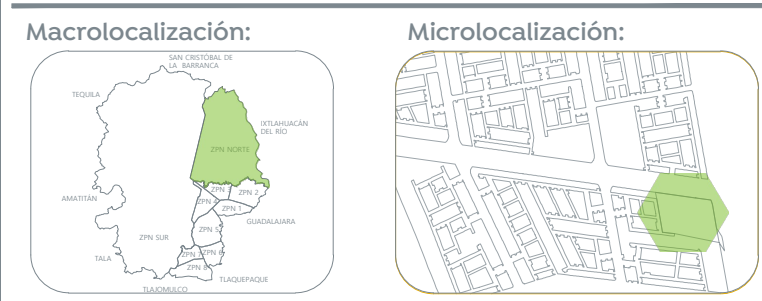 Macrolocalización:
Microlocalización:
SAN CRISTÓBAL DE
LA BARRANCA
TEQUILA
IXTLAHUACÁN
DEL RÍO
ZPN NORTE
ZPN 3
ZPN 2
AMATITÁN
ZPN 4
ZPN 1
GUADALAJARA
ZPN 5
ZPN SUR
TALA
ZPN 7
ZPN 6
ZPN 8
TLAQUEPAQUE
TLAJOMULCO